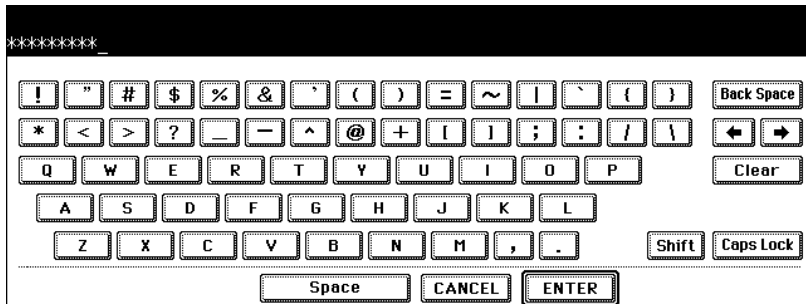 *********_
! " # $ % & ' ( ) = ~ | ` { } Back Space
* < > ? _ - ^ @ + [ ] ; : / \ ← →
Q W E R T Y U I O P Clear
A S D F G H J K L
Z X C V B N M , . Shift Caps Lock
Space CANCEL ENTER